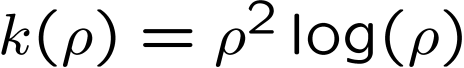 k(ρ) = ρ² log(ρ)